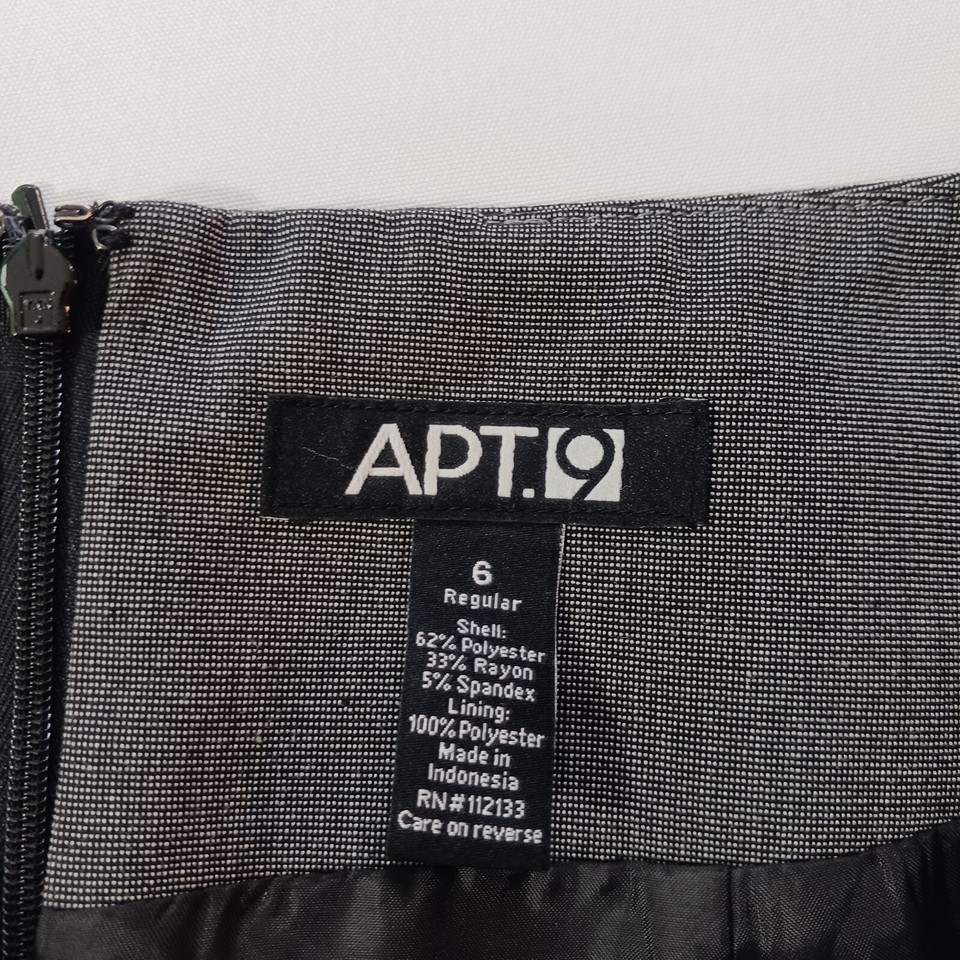 APT.9
6
Regular
Shell:
62% Polyester
33% Rayon
5% Spandex
Lining:
100% Polyester
Made in
Indonesia
RN#112133
Care on reverse